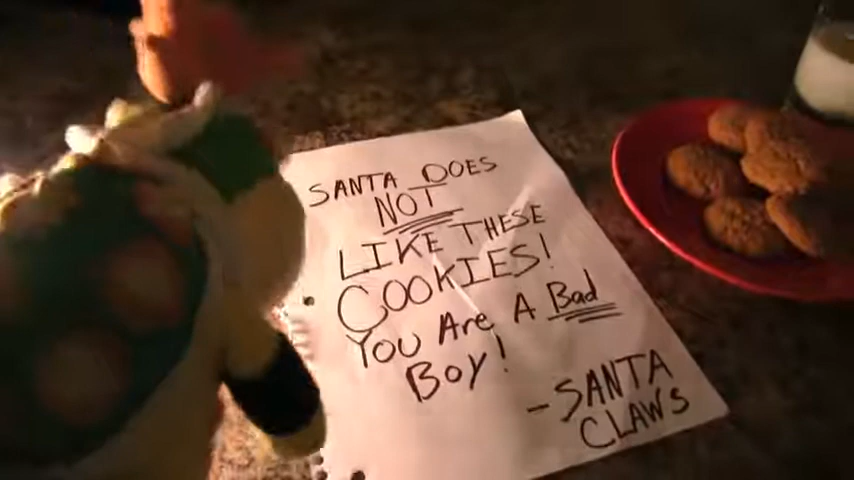 SANTA DOES
NOT
LIKE THESE
COOKIES!
YOU ARE A Bad
BOY!
- SANTA
CLAWS